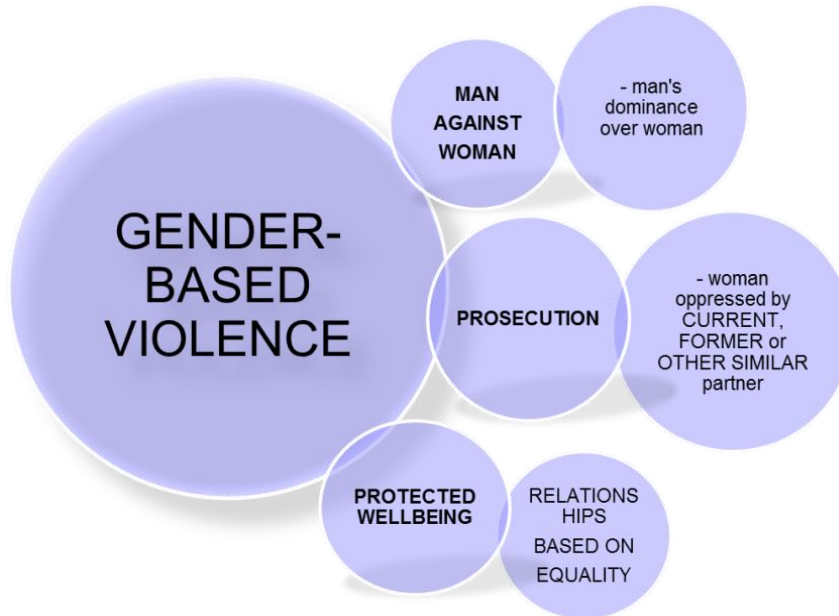 GENDER-
BASED
VIOLENCE
MAN
AGAINST
WOMAN
- man's
dominance
over woman
PROSECUTION
- woman
oppressed by
CURRENT,
FORMER or
OTHER SIMILAR
partner
PROTECTED
WELLBEING
RELATIONS
HIPS
BASED ON
EQUALITY